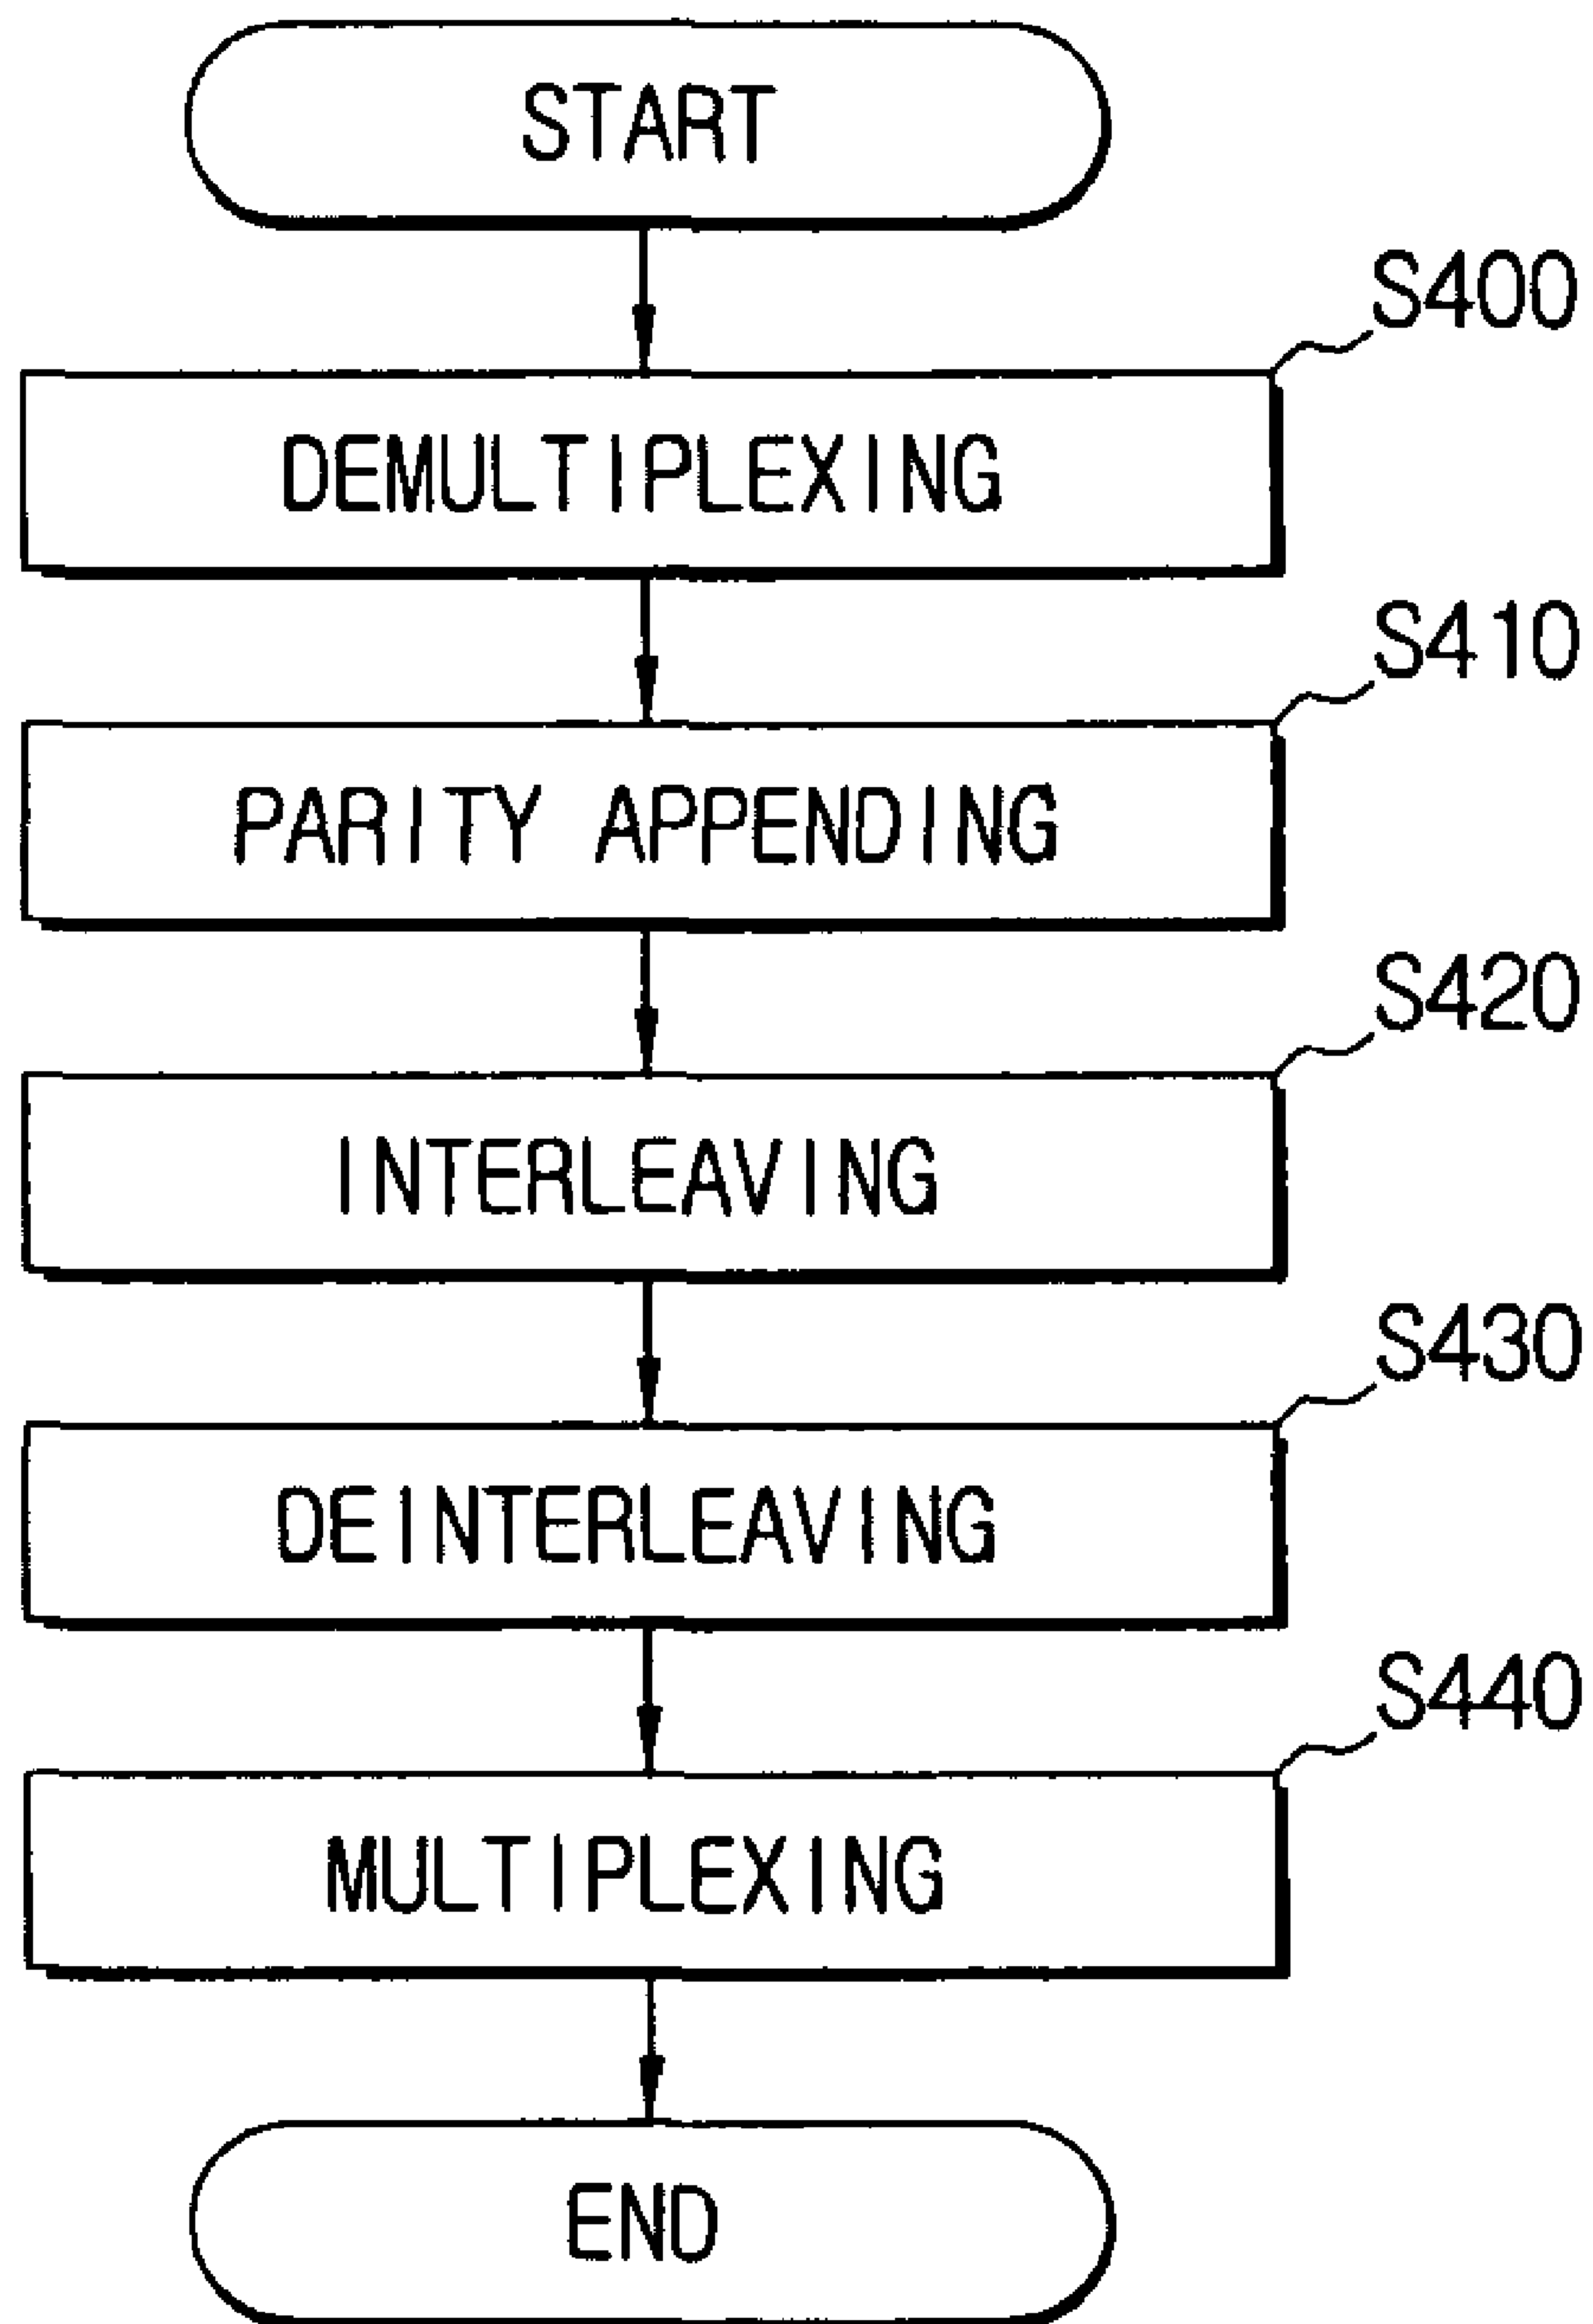 START
S400
DEMULTIPLEXING
S410
PARITY APPENDING
S420
INTERLEAVING
S430
DEINTERLEAVING
S440
MULTIPLEXING
END